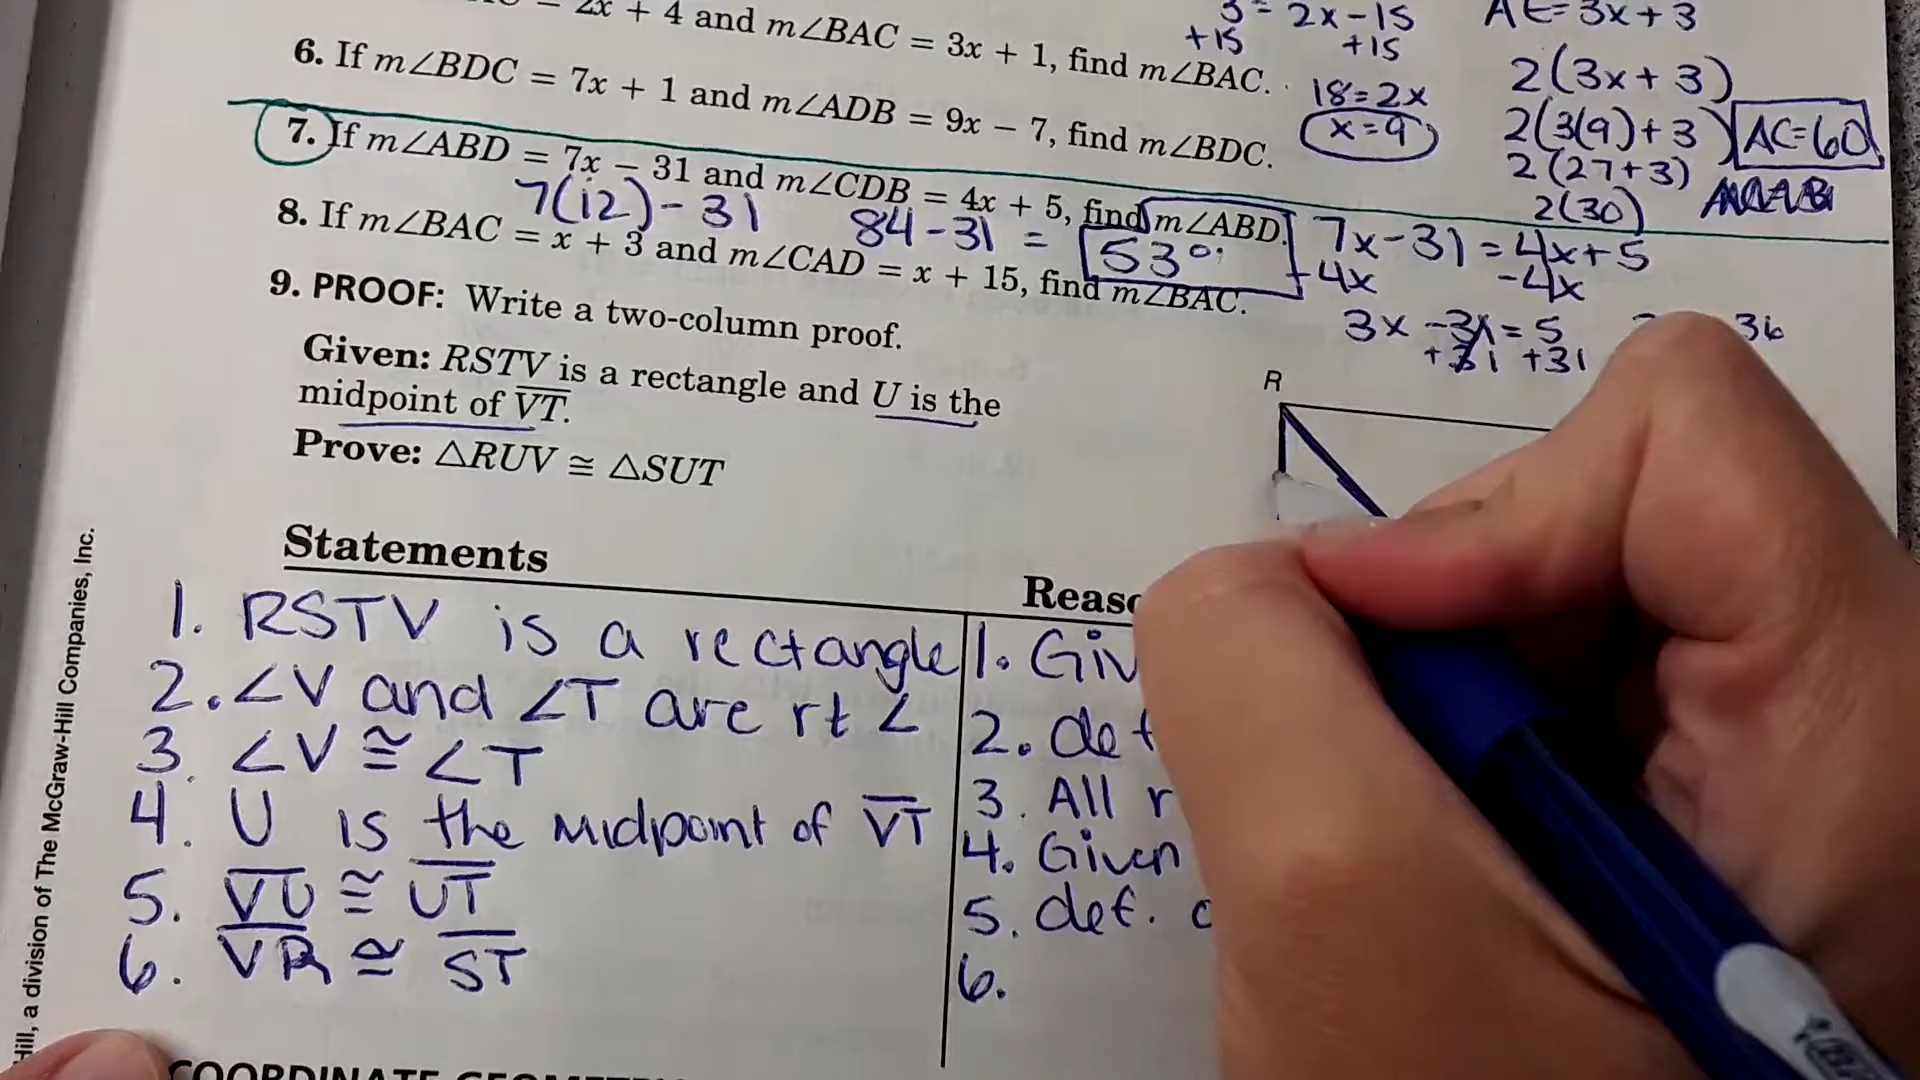 = 2x + 4 and m∠BAC = 3x + 1, find m∠BAC.
6. If m∠BDC = 7x + 1 and m∠ADB = 9x − 7, find m∠BDC.
7. If m∠ABD = 7x − 31 and m∠CDB = 4x + 5, find m∠ABD.
7(12) - 31 84 - 31 = 53°
8. If m∠BAC = x + 3 and m∠CAD = x + 15, find m∠BAC.
9. PROOF: Write a two-column proof.
Given: RSTV is a rectangle and U is the
midpoint of VT.
Prove: △RUV ≅ △SUT
3 = 2x - 15
+15 +15
18 = 2x
x = 9
AE = 3x + 3
2(3x + 3)
2(3(9) + 3)
AC = 60
2(27 + 3)
2(30)
7x - 31 = 4x + 5
-4x -4x
3x - 31 = 5
+31 +31
36
R
Statements
1. RSTV is a rectangle
2. ∠V and ∠T are rt ∠
3. ∠V ≅ ∠T
4. U is the midpoint of VT
5. VU ≅ UT
6. VR ≅ ST
1.
2.
3. All
4. Given
5. def.
6.
Hill, a division of The McGraw-Hill Companies, Inc.
COORDINATE GEOMETRY